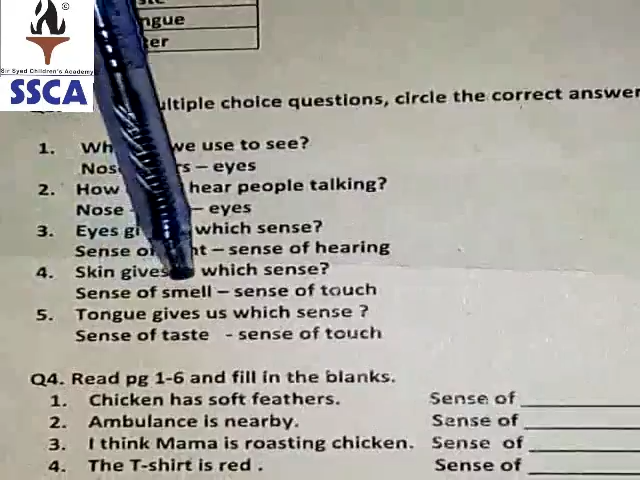 ngue
er
Sir Syed Children's Academy
SSCA
ultiple choice questions, circle the correct answer
1. Wh we use to see?
Nos rs – eyes
2. How hear people talking?
Nose – eyes
3. Eyes gi which sense?
Sense of ht – sense of hearing
4. Skin gives which sense?
Sense of smell – sense of touch
5. Tongue gives us which sense ?
Sense of taste - sense of touch
Q4. Read pg 1-6 and fill in the blanks.
1. Chicken has soft feathers. Sense of ________
2. Ambulance is nearby. Sense of ________
3. I think Mama is roasting chicken. Sense of ________
4. The T-shirt is red . Sense of ________